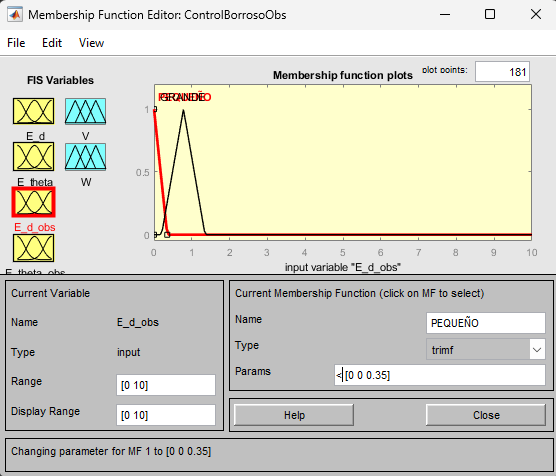 Membership Function Editor: ControlBorrosoObs
File Edit View
FIS Variables
E_d
V
E_theta
W
E_d_obs
E_theta_obs
Membership function plots
plot points:
181
1
0.5
0
0 1 2 3 4 5 6 7 8 9 10
input variable "E_d_obs"
Current Variable
Name E_d_obs
Type input
Range [0 10]
Display Range [0 10]
Current Membership Function (click on MF to select)
Name PEQUEÑO
Type trimf
Params <[0 0 0.35]
Help Close
Changing parameter for MF 1 to [0 0 0.35]